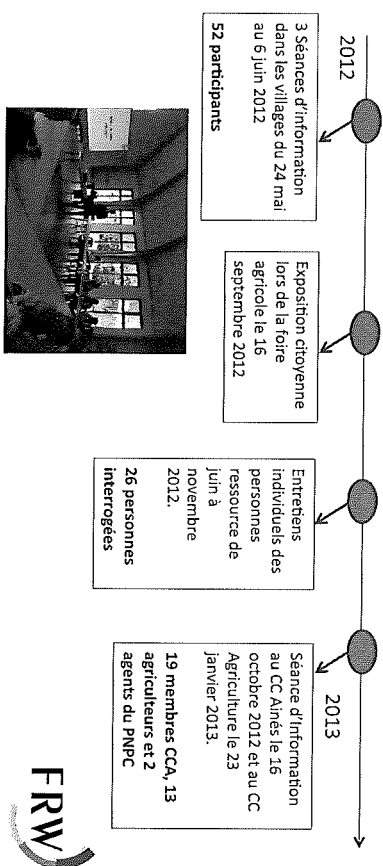 2012
3 Séances d'information
dans les villages du 24 mai
au 6 juin 2012
52 participants
Exposition citoyenne
lors de la foire
agricole le 16
septembre 2012
Entretiens
individuels des
personnes
ressource de
juin à
novembre
2012.
26 personnes
interrogées
2013
Séance d'Information
au CC Ainés le 16
octobre 2012 et au CC
Agriculture le 23
janvier 2013.
19 membres CCA, 13
agriculteurs et 2
agents du PNPC
FRW